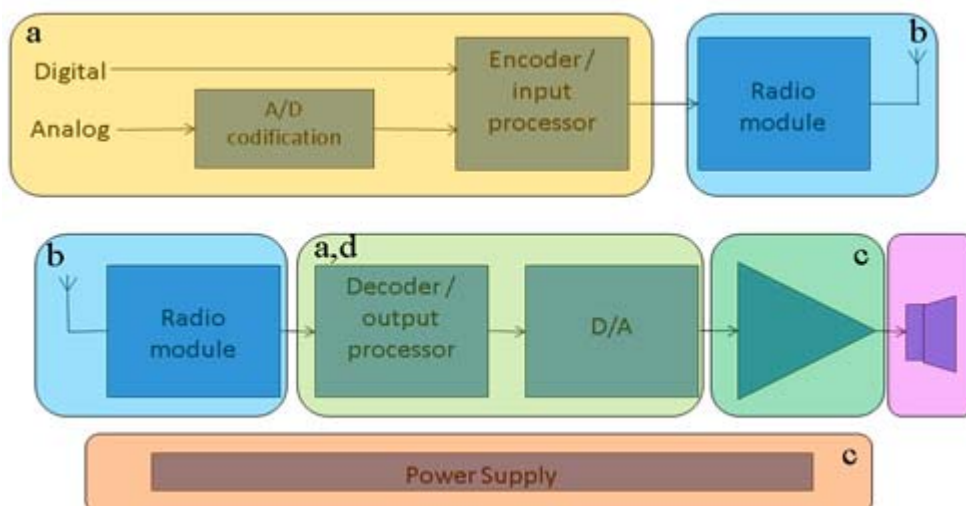 a
Digital
Analog
A/D
codification
Encoder /
input
processor
b
Radio
module
b
Radio
module
a,d
Decoder /
output
processor
D/A
c
Power Supply
c